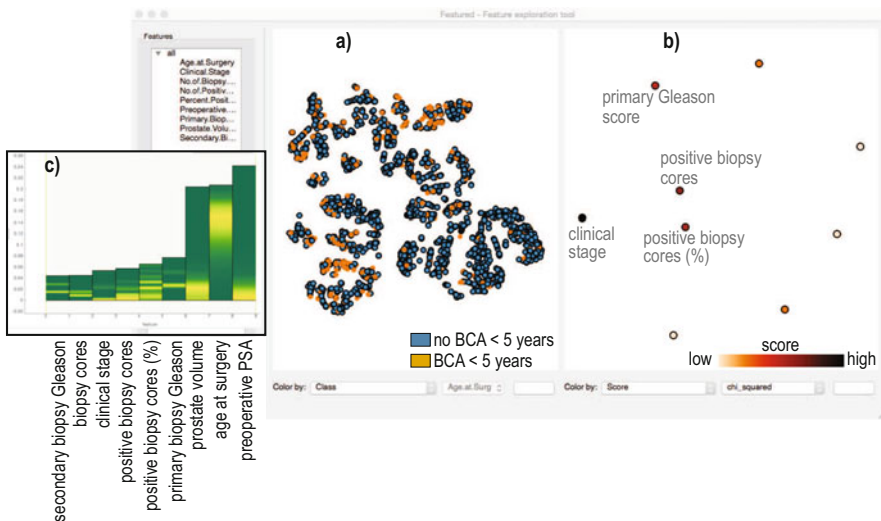 Featured - Feature exploration tool
Features
all
Age.at.Surgery
Clinical.Stage
No.of.Biopsy....
No.of.Positiv...
Percent.Posit...
Preoperative....
Primary.Biop...
Prostate.Volu...
Secondary.Bi...
a)
no BCA < 5 years
BCA < 5 years
Color by:
Class
Age.at.Surg
b)
primary Gleason
score
positive biopsy
cores
clinical
stage
positive biopsy
cores (%)
score
low
high
Color by:
Score
chi_squared
c)
feature
secondary biopsy Gleason
biopsy cores
clinical stage
positive biopsy cores
positive biopsy cores (%)
primary biopsy Gleason
prostate volume
age at surgery
preoperative PSA